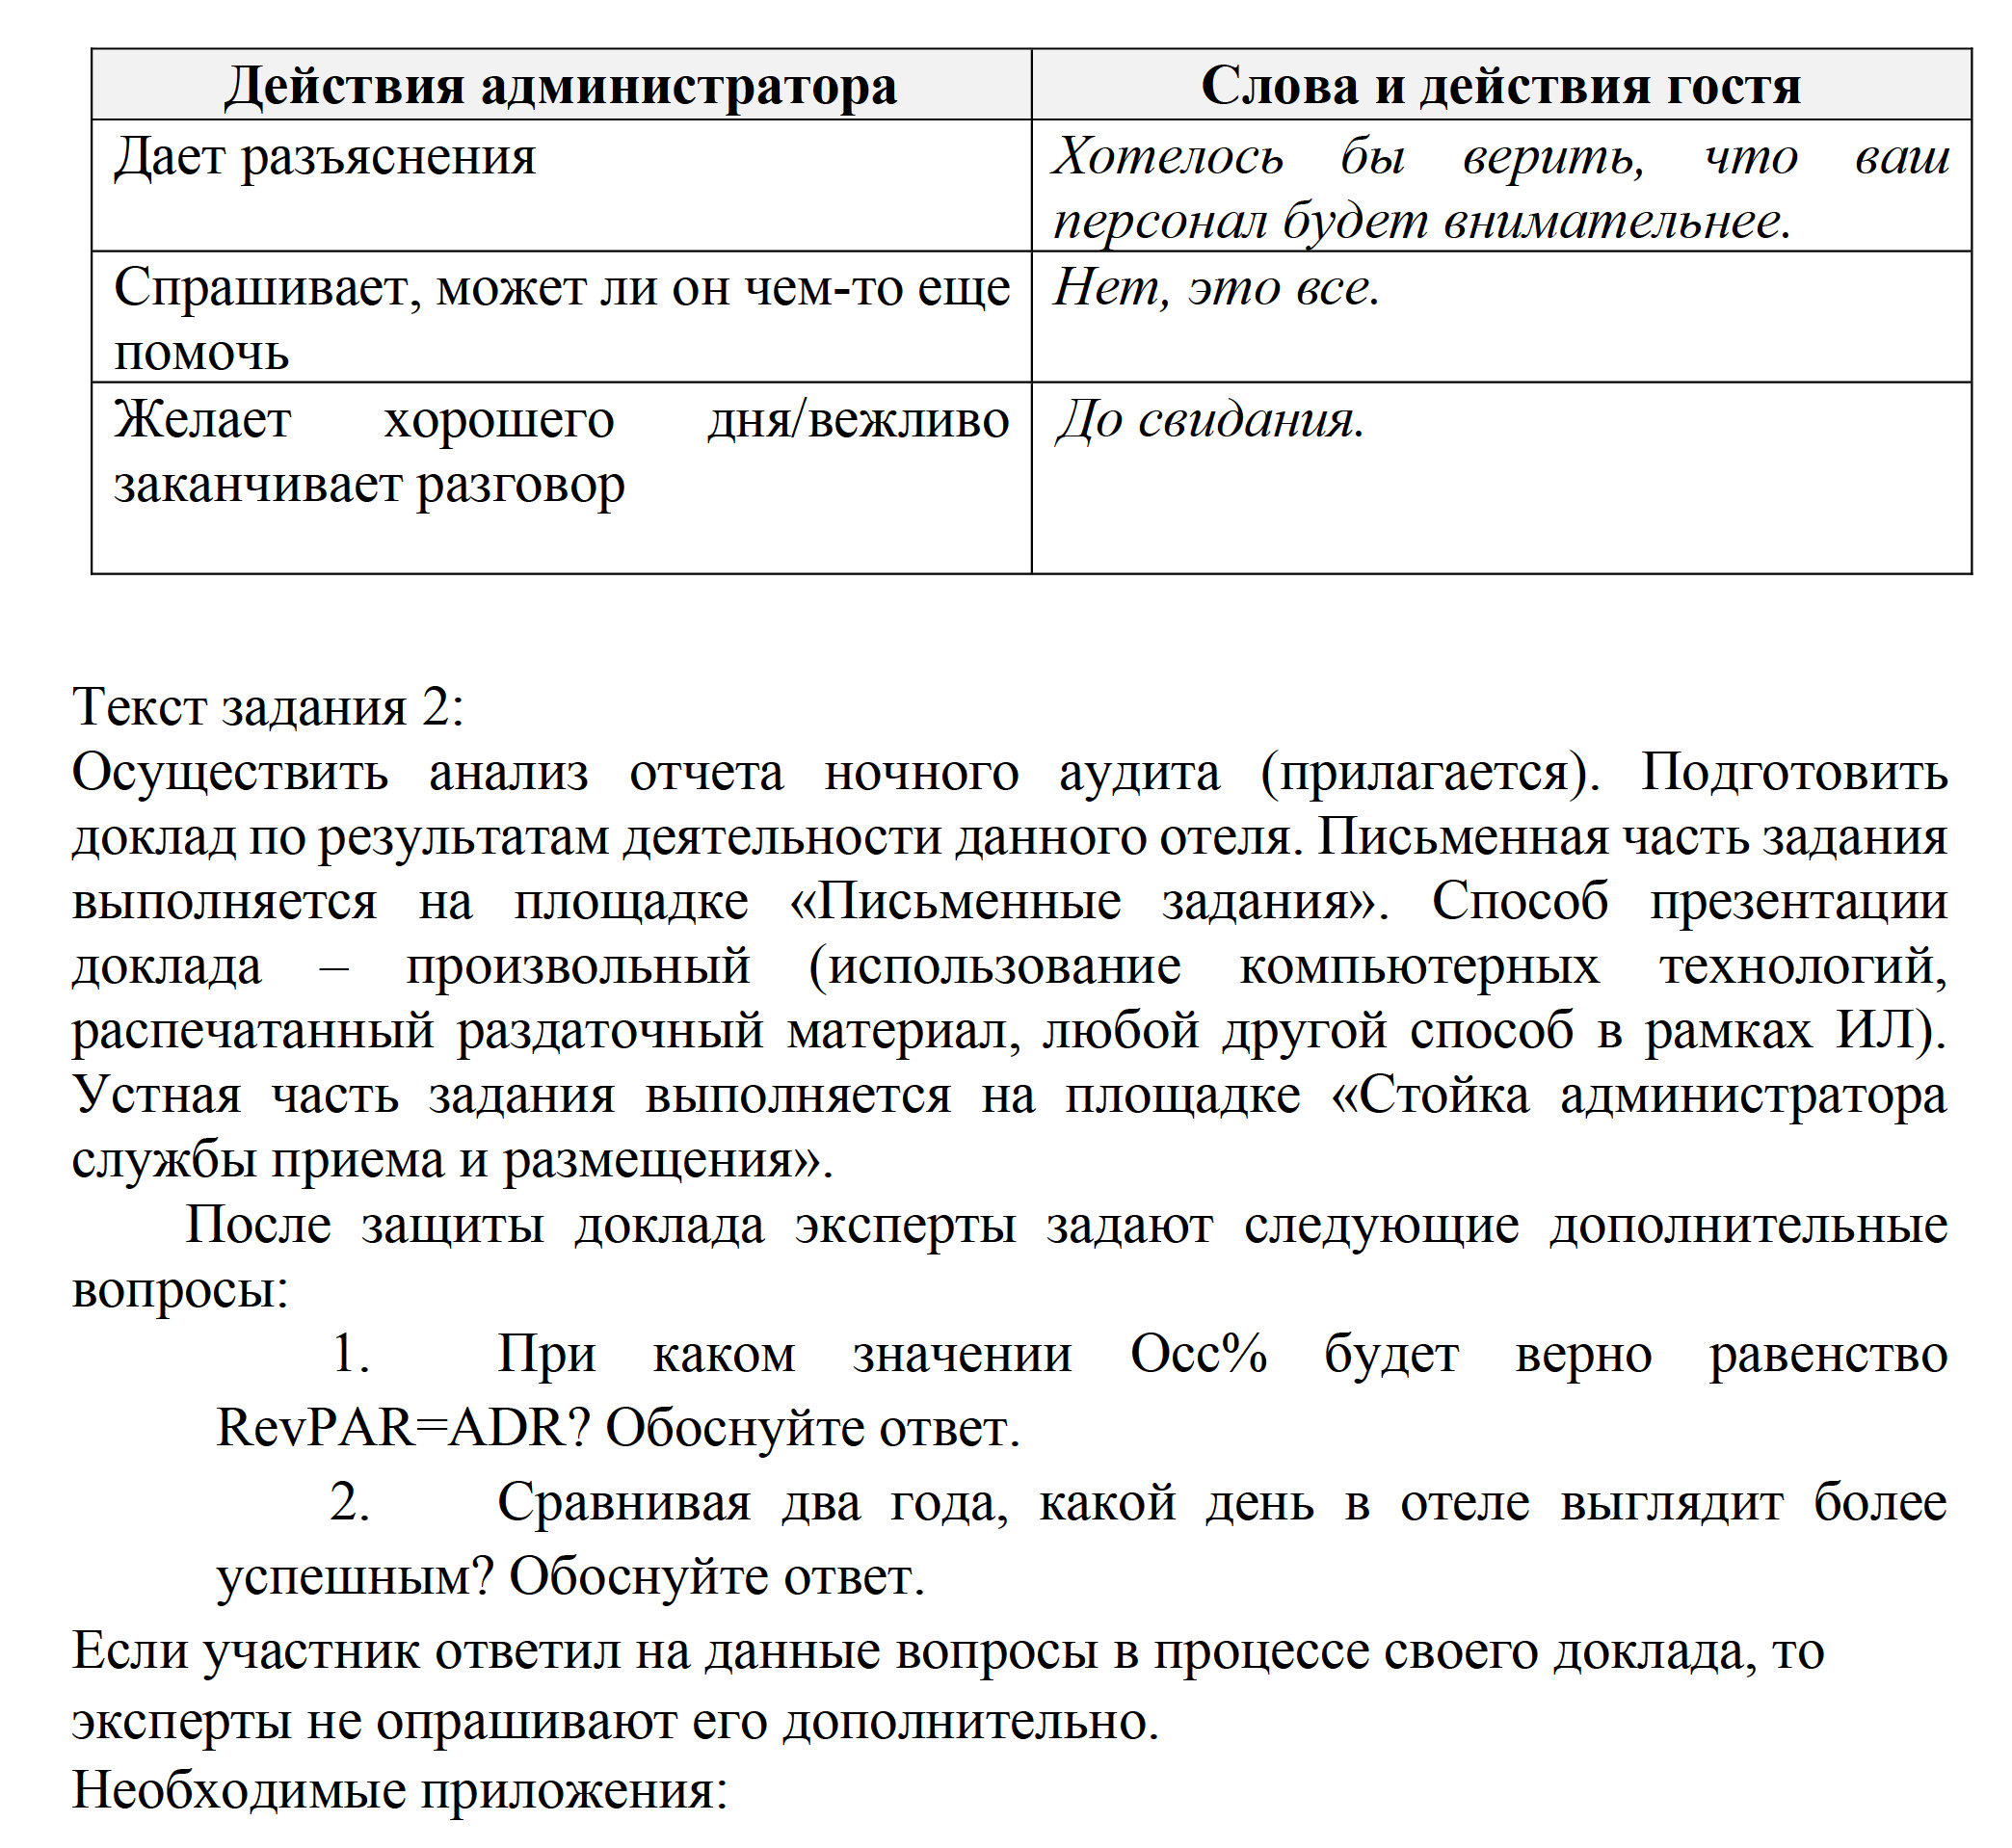 Действия администратора
Слова и действия гостя
Дает разъяснения
Хотелось бы верить, что ваш
персонал будет внимательнее.
Спрашивает, может ли он чем-то еще
помочь
Нет, это все.
Желает хорошего дня/вежливо
заканчивает разговор
До свидания.
Текст задания 2:
Осуществить анализ отчета ночного аудита (прилагается). Подготовить
доклад по результатам деятельности данного отеля. Письменная часть задания
выполняется на площадке «Письменные задания». Способ презентации
доклада – произвольный (использование компьютерных технологий,
распечатанный раздаточный материал, любой другой способ в рамках ИЛ).
Устная часть задания выполняется на площадке «Стойка администратора
службы приема и размещения».
После защиты доклада эксперты задают следующие дополнительные
вопросы:
1. При каком значении Осс% будет верно равенство
RevPAR=ADR? Обоснуйте ответ.
2. Сравнивая два года, какой день в отеле выглядит более
успешным? Обоснуйте ответ.
Если участник ответил на данные вопросы в процессе своего доклада, то
эксперты не опрашивают его дополнительно.
Необходимые приложения: